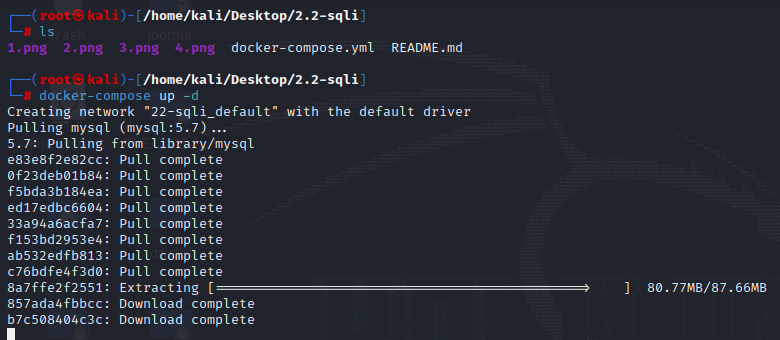 ┌──(root㉿kali)-[/home/kali/Desktop/2.2-sqli]
└─# ls
1.png 2.png 3.png 4.png docker-compose.yml README.md
┌──(root㉿kali)-[/home/kali/Desktop/2.2-sqli]
└─# docker-compose up -d
Creating network "22-sqli_default" with the default driver
Pulling mysql (mysql:5.7)...
5.7: Pulling from library/mysql
e83e8f2e82cc: Pull complete
0f23deb01b84: Pull complete
f5bda3b184ea: Pull complete
ed17edbc6604: Pull complete
33a94a6acfa7: Pull complete
f153bd2953e4: Pull complete
ab532edfb813: Pull complete
c76bdfe4f3d0: Pull complete
8a7ffe2f2551: Extracting [==============================================>    ]  80.77MB/87.66MB
857ada4fbbcc: Download complete
b7c508404c3c: Download complete